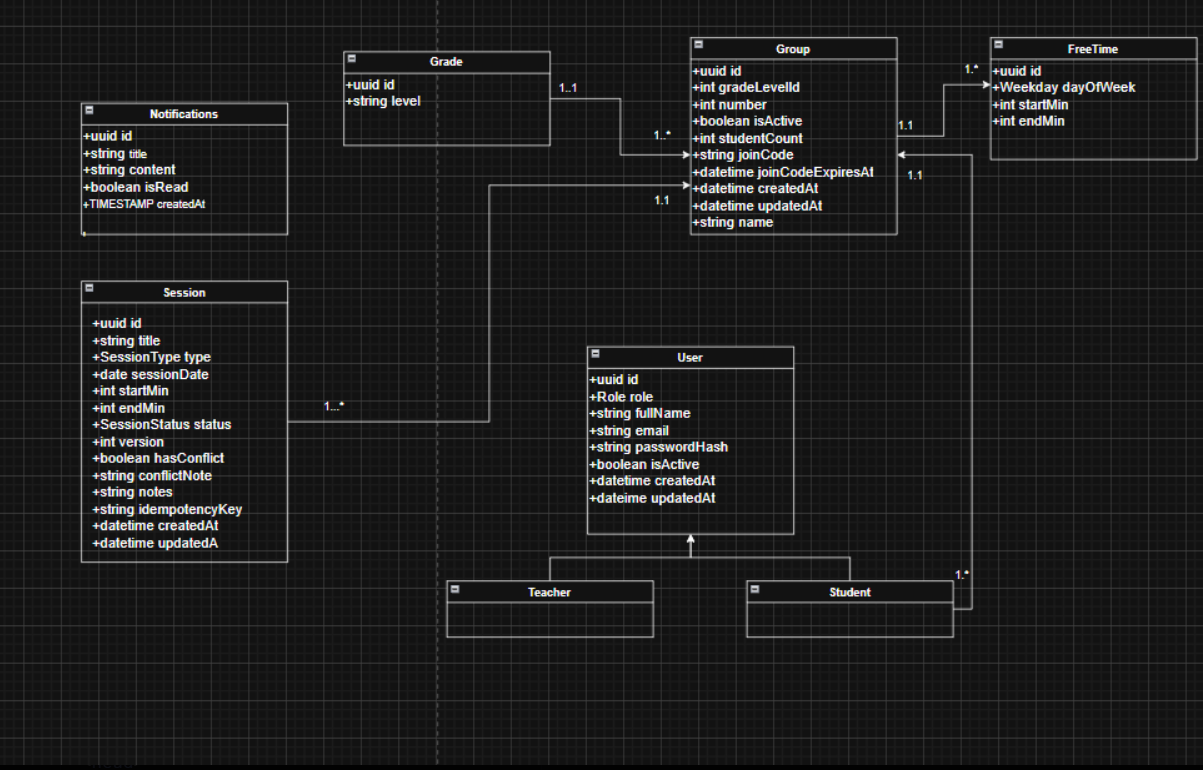 Grade
+uuid id
+string level
1..1
1..*
Group
+uuid id
+int gradeLevelId
+int number
+boolean isActive
+int studentCount
+string joinCode
+datetime joinCodeExpiresAt
+datetime createdAt
+datetime updatedAt
+string name
1.1
1.*
FreeTime
+uuid id
+Weekday dayOfWeek
+int startMin
+int endMin
1.1
1.1
Notifications
+uuid id
+string title
+string content
+boolean isRead
+TIMESTAMP createdAt
Session
+uuid id
+string title
+SessionType type
+date sessionDate
+int startMin
+int endMin
+SessionStatus status
+int version
+boolean hasConflict
+string conflictNote
+string notes
+string idempotencyKey
+datetime createdAt
+datetime updatedA
1...*
User
+uuid id
+Role role
+string fullName
+string email
+string passwordHash
+boolean isActive
+datetime createdAt
+dateime updatedAt
Teacher
Student
1.*